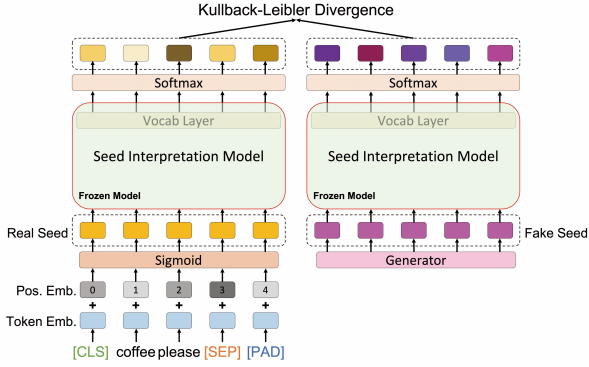 Kullback-Leibler Divergence
Softmax
Softmax
Vocab Layer
Vocab Layer
Seed Interpretation Model
Seed Interpretation Model
Frozen Model
Frozen Model
Real Seed
Fake Seed
Sigmoid
Generator
Pos. Emb.
0 1 2 3 4
+ + + + +
Token Emb.
[CLS] coffee please [SEP] [PAD]